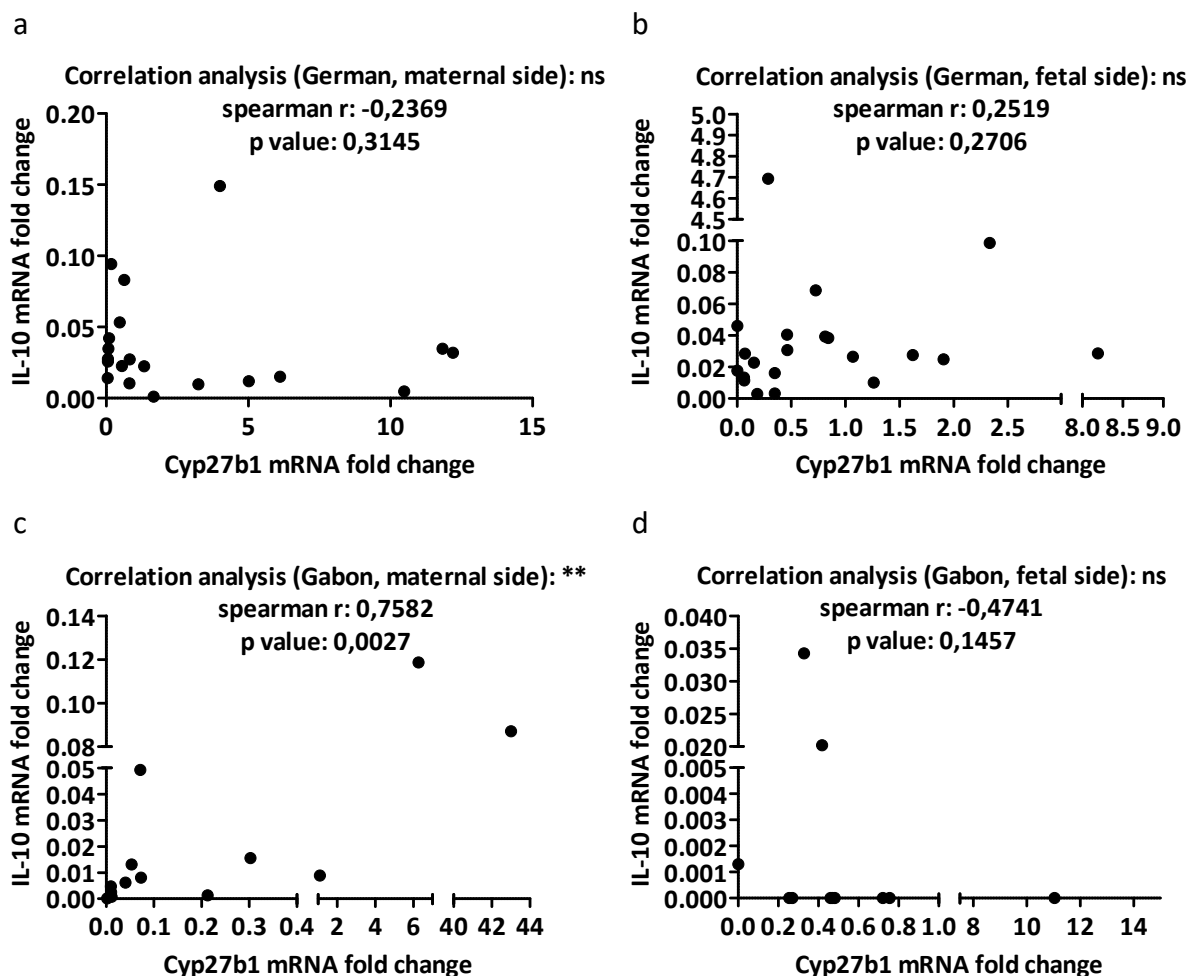 a
Correlation analysis (German, maternal side): ns
spearman r: -0,2369
p value: 0,3145
IL-10 mRNA fold change
0.20
0.15
0.10
0.05
0.00
0 5 10 15
Cyp27b1 mRNA fold change
b
Correlation analysis (German, fetal side): ns
spearman r: 0,2519
p value: 0,2706
IL-10 mRNA fold change
5.0
4.9
4.8
4.7
4.6
4.5
0.10
0.08
0.06
0.04
0.02
0.00
0.0 0.5 1.0 1.5 2.0 2.5 8.0 8.5 9.0
Cyp27b1 mRNA fold change
c
Correlation analysis (Gabon, maternal side): **
spearman r: 0,7582
p value: 0,0027
IL-10 mRNA fold change
0.14
0.12
0.10
0.08
0.05
0.04
0.03
0.02
0.01
0.00
0.0 0.1 0.2 0.3 0.4 2 4 6 40 42 44
Cyp27b1 mRNA fold change
d
Correlation analysis (Gabon, fetal side): ns
spearman r: -0,4741
p value: 0,1457
IL-10 mRNA fold change
0.040
0.035
0.030
0.025
0.020
0.005
0.004
0.003
0.002
0.001
0.000
0.0 0.2 0.4 0.6 0.8 1.0 8 10 12 14
Cyp27b1 mRNA fold change